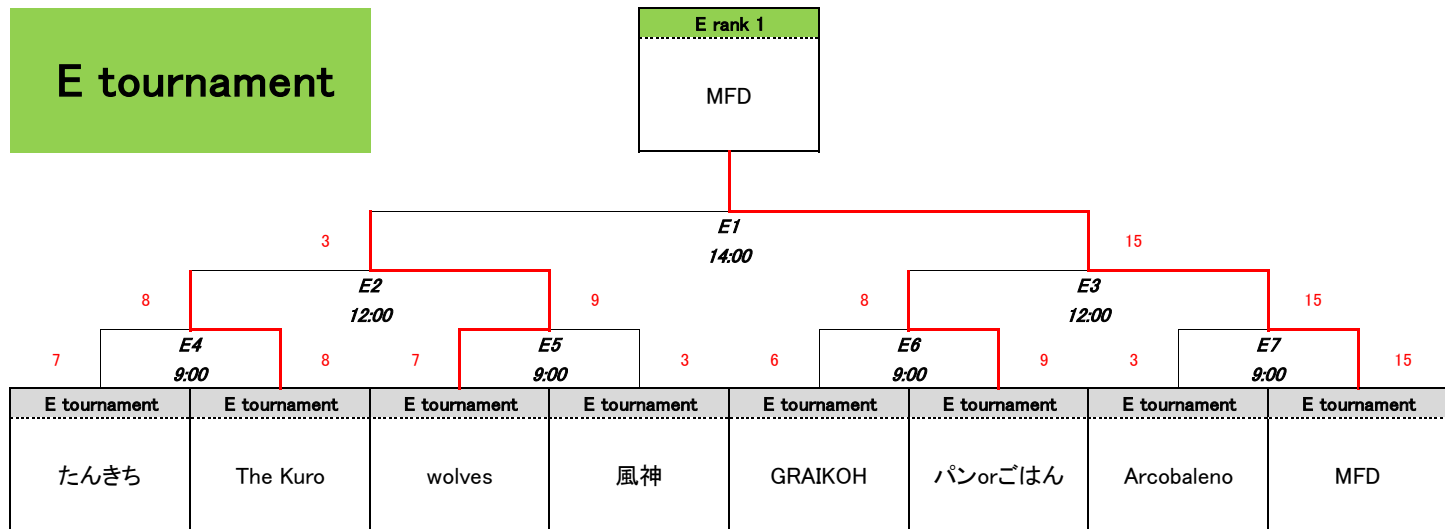 E tournament
E rank 1
MFD
E1
14:00
3
15
E2
12:00
8
9
E3
12:00
8
15
E4
9:00
7
8
E5
9:00
7
3
E6
9:00
6
9
E7
9:00
3
15
E tournament
E tournament
E tournament
E tournament
E tournament
E tournament
E tournament
E tournament
たんきち
The Kuro
wolves
風神
GRAIKOH
パンorごはん
Arcobaleno
MFD